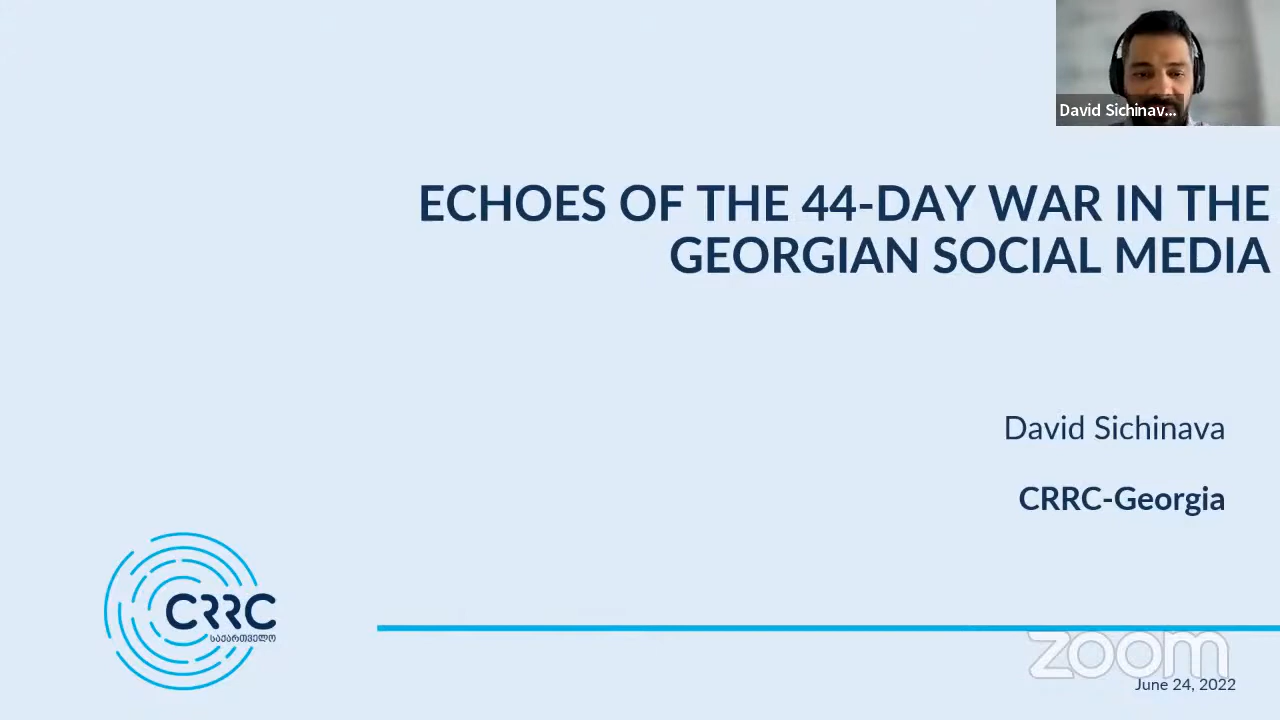 David Sichinav...
ECHOES OF THE 44-DAY WAR IN THE
GEORGIAN SOCIAL MEDIA
David Sichinava
CRRC-Georgia
CRRC
საქართველო
zoom
June 24, 2022